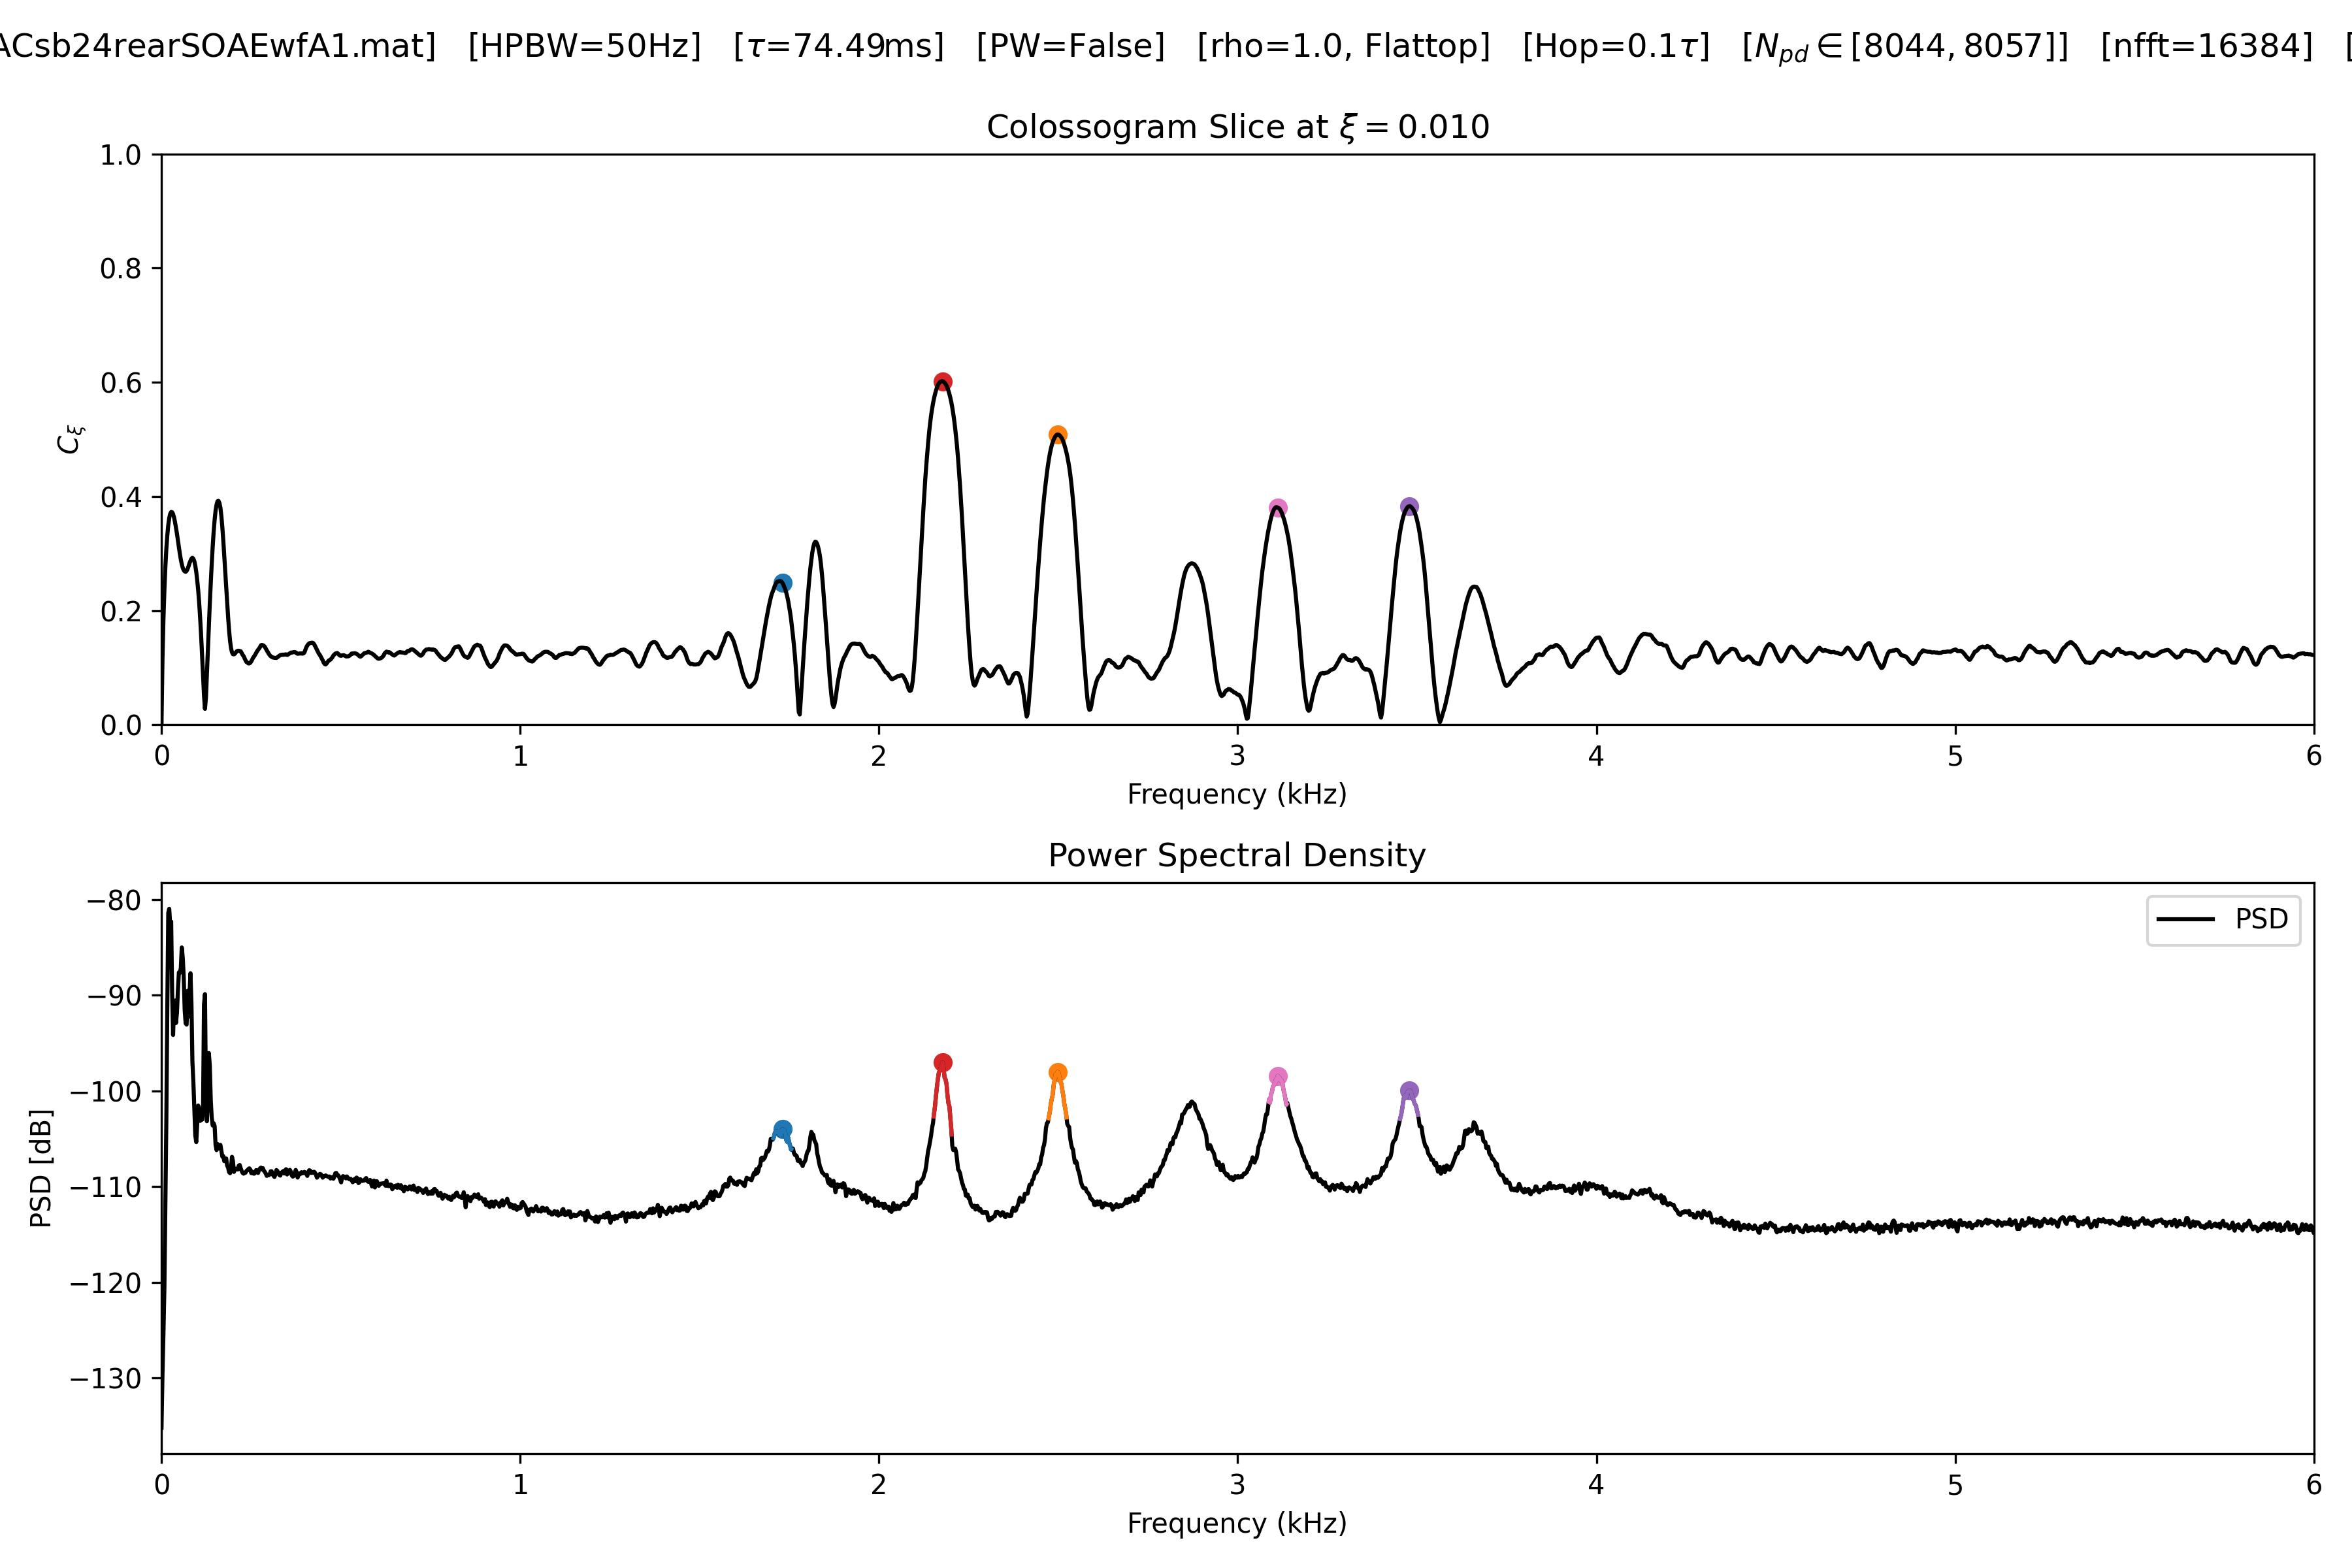 ACsb24rearSOAEwfA1.mat] [HPBW=50Hz] [τ=74.49ms] [PW=False] [rho=1.0, Flattop] [Hop=0.1τ] [N_pd ∈ [8044, 8057]] [nfft=16384] [
Colossogram Slice at ξ = 0.010
1.0
0.8
0.6
0.4
0.2
0.0
C_ξ
0 1 2 3 4 5 6
Frequency (kHz)
Power Spectral Density
−80
−90
−100
−110
−120
−130
PSD [dB]
PSD
0 1 2 3 4 5 6
Frequency (kHz)